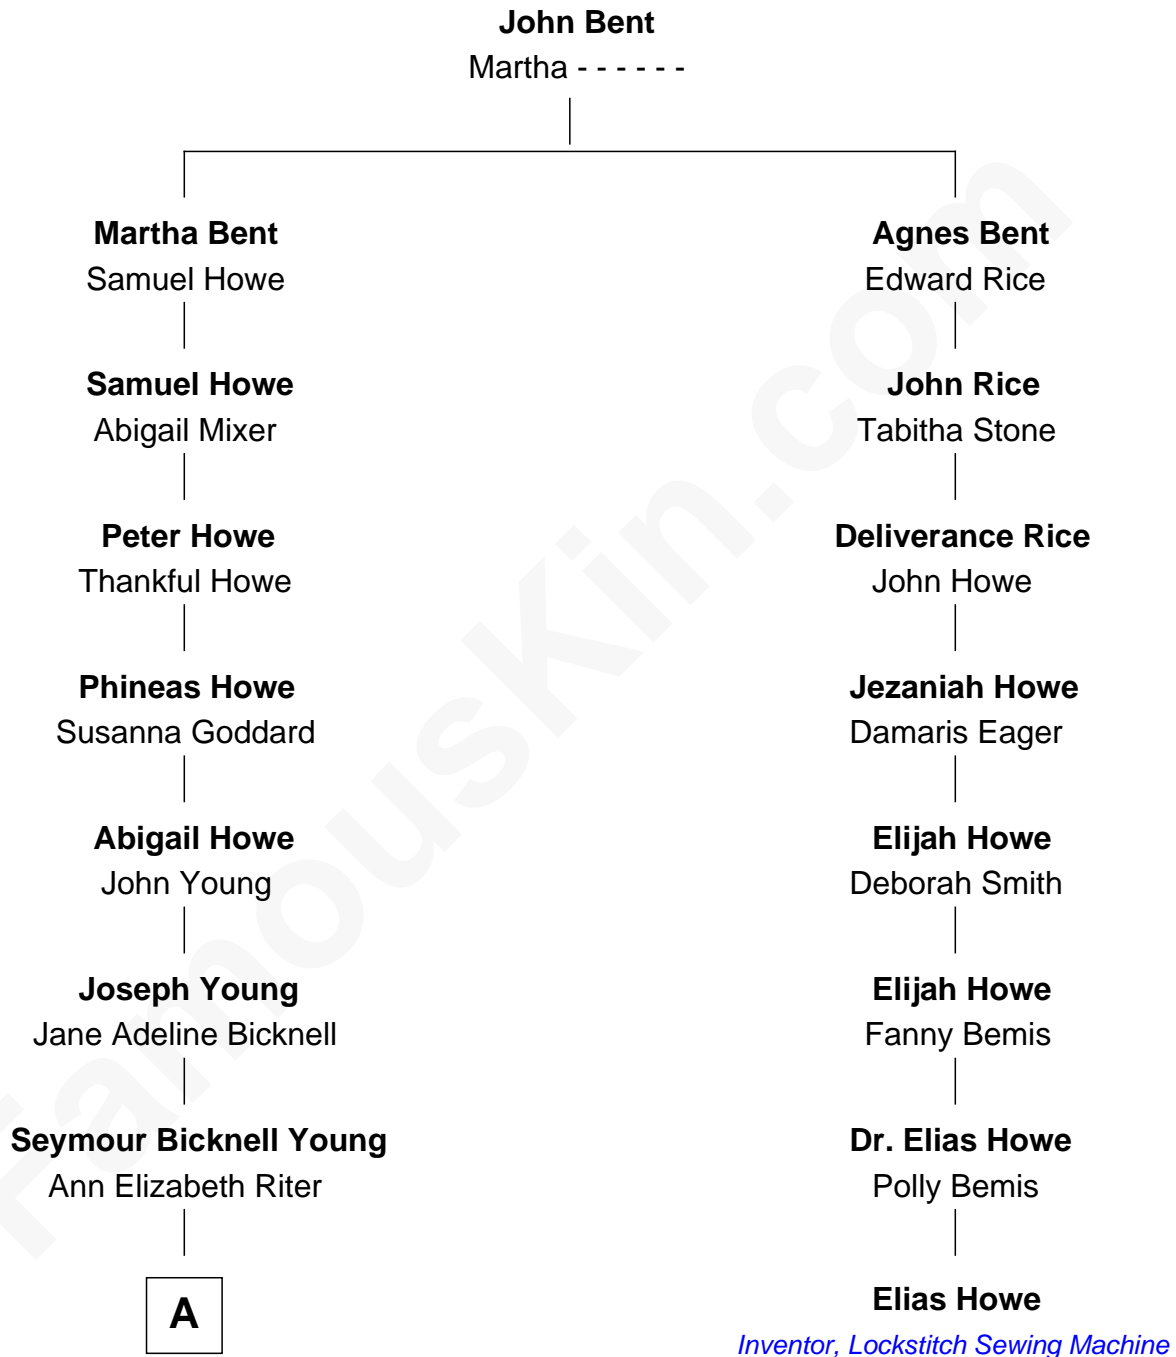 John Bent
Martha - - - - - -
Martha Bent
Samuel Howe
Agnes Bent
Edward Rice
Samuel Howe
Abigail Mixer
John Rice
Tabitha Stone
Peter Howe
Thankful Howe
Deliverance Rice
John Howe
Phineas Howe
Susanna Goddard
Jezaniah Howe
Damaris Eager
Abigail Howe
John Young
Elijah Howe
Deborah Smith
Joseph Young
Jane Adeline Bicknell
Elijah Howe
Fanny Bemis
Seymour Bicknell Young
Ann Elizabeth Riter
Dr. Elias Howe
Polly Bemis
A
Elias Howe
Inventor, Lockstitch Sewing Machine
FamousKin.com